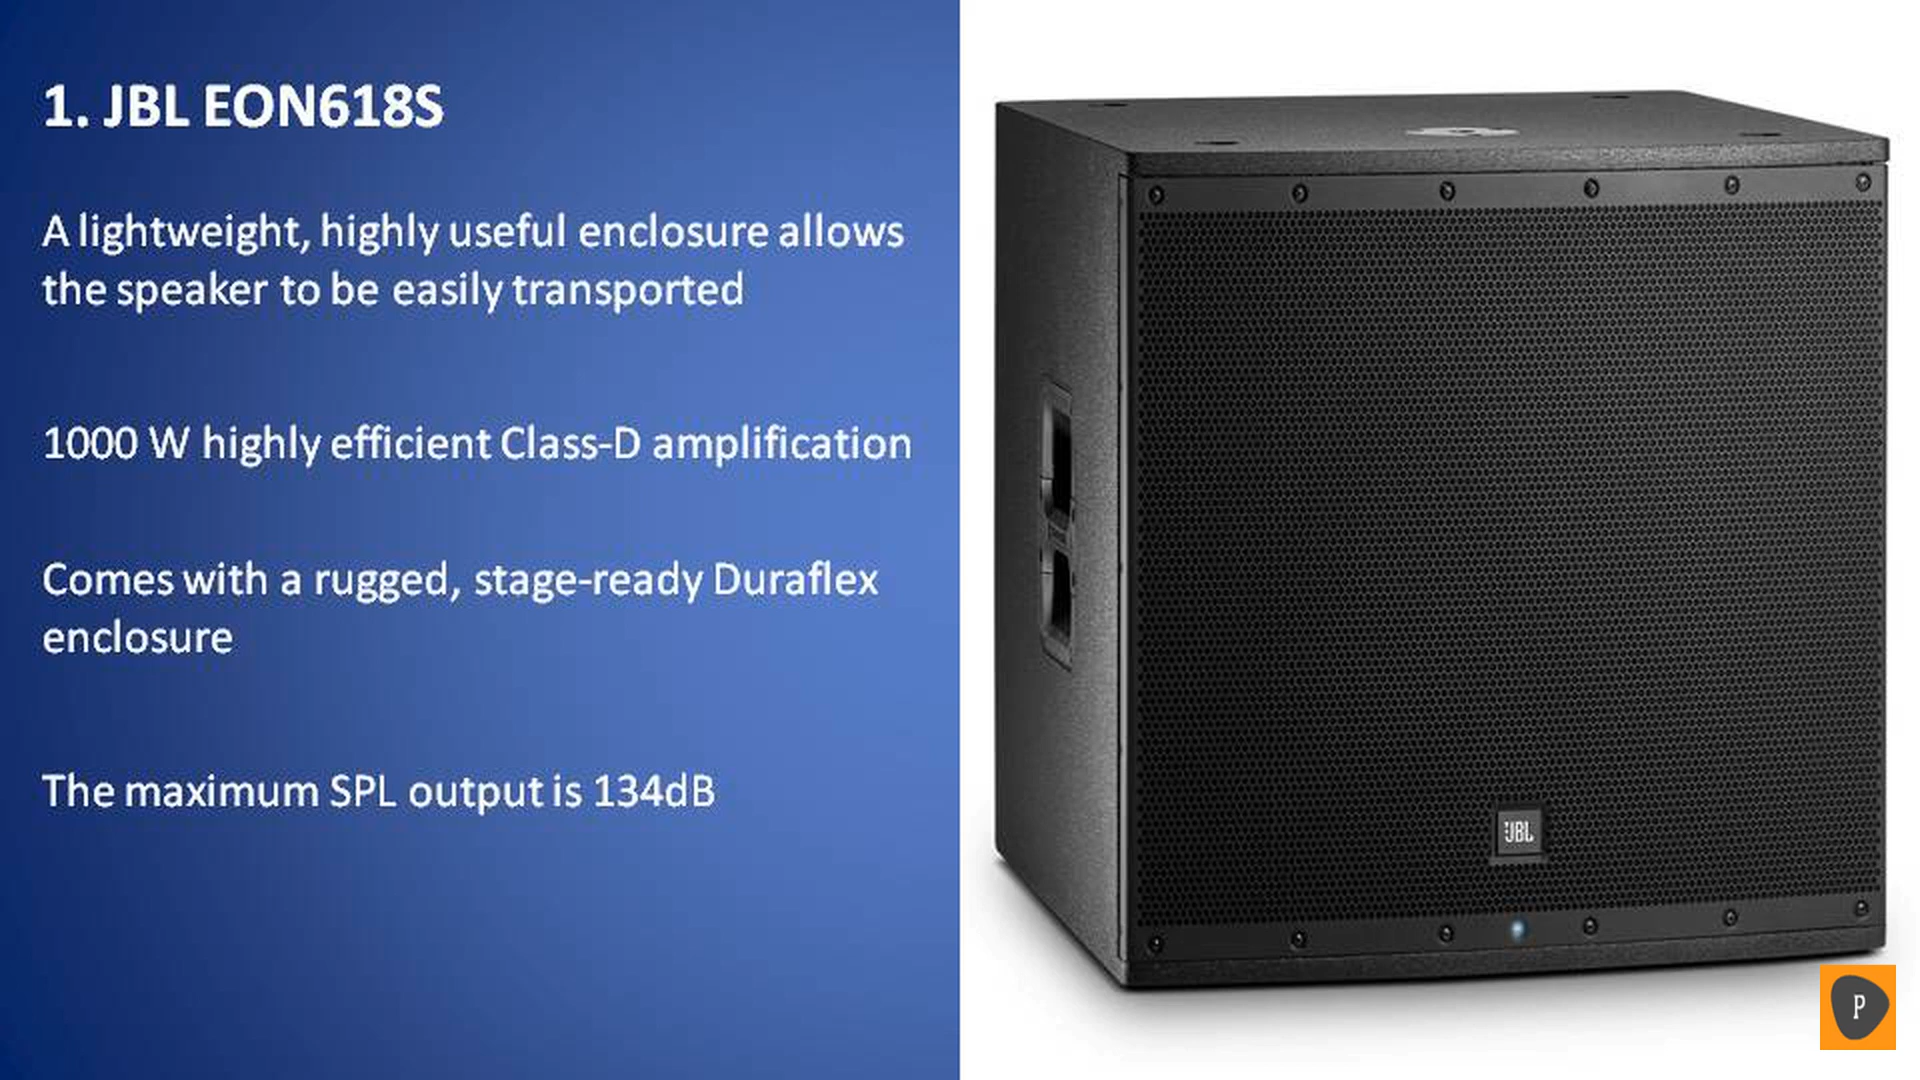 1. JBL EON618S
A lightweight, highly useful enclosure allows
the speaker to be easily transported
1000 W highly efficient Class-D amplification
Comes with a rugged, stage-ready Duraflex
enclosure
The maximum SPL output is 134dB
JBL
P